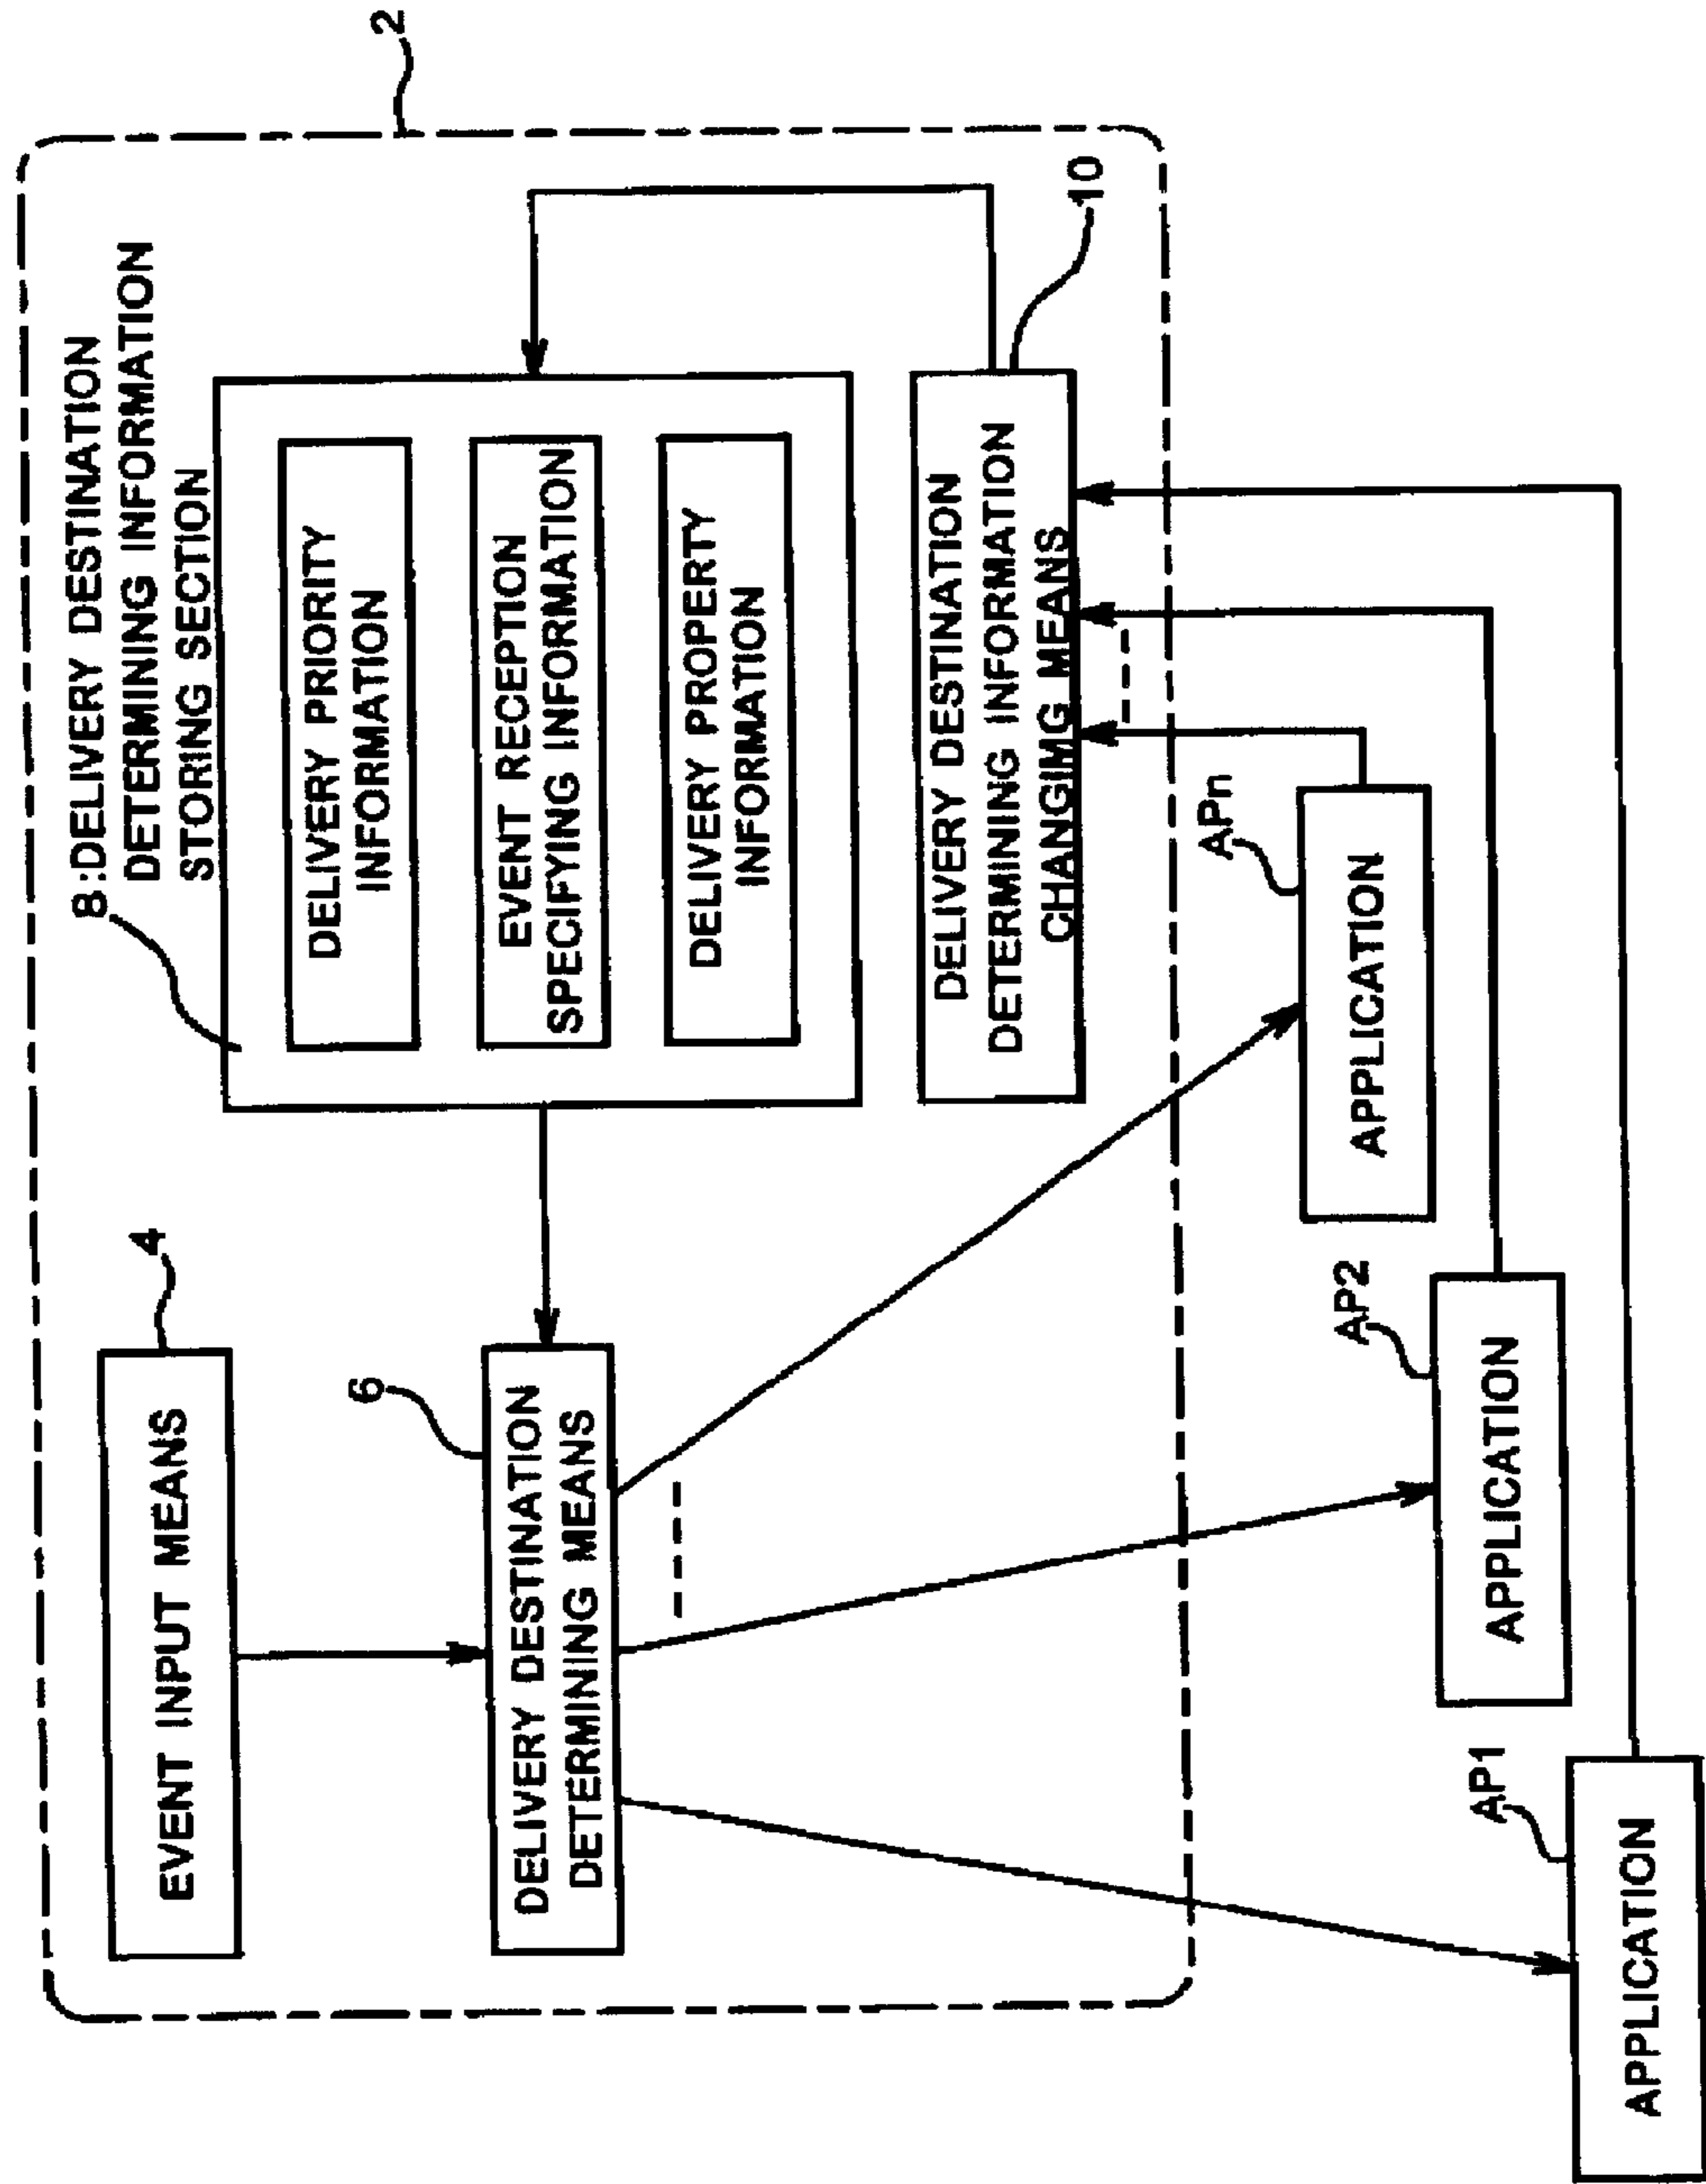 2
EVENT INPUT MEANS
4
8:DELIVERY DESTINATION
DETERMINING INFORMATION
STORING SECTION
DELIVERY PRIORITY
INFORMATION
EVENT RECEPTION
SPECIFYING INFORMATION
DELIVERY PROPERTY
INFORMATION
6
DELIVERY DESTINATION
DETERMINING MEANS
10
DELIVERY DESTINATION
DETERMINING INFORMATION
CHANGIMG MEANS
APn
APPLICATION
AP2
APPLICATION
AP1
APPLICATION